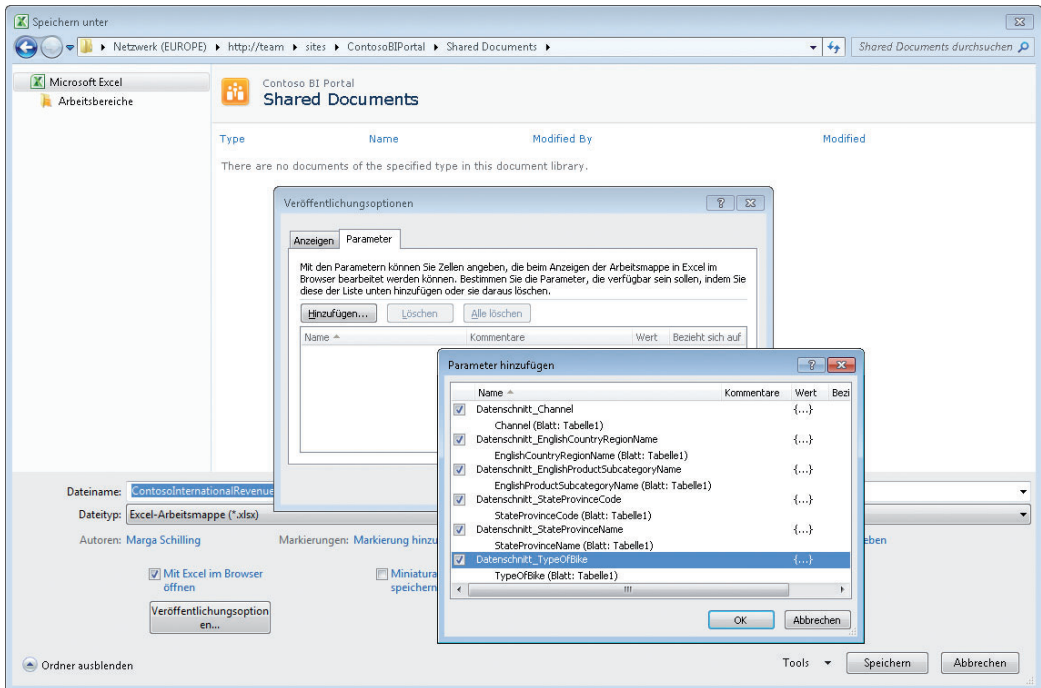 Speichern unter
Netzwerk (EUROPE) http://team sites ContosoBIPortal Shared Documents Shared Documents durchsuchen
Microsoft Excel
Arbeitsbereiche
Contoso BI Portal
Shared Documents
Type Name Modified By Modified
There are no documents of the specified type in this document library.
Veröffentlichungsoptionen
Anzeigen Parameter
Mit den Parametern können Sie Zellen angeben, die beim Anzeigen der Arbeitsmappe in Excel im
Browser bearbeitet werden können. Bestimmen Sie die Parameter, die verfügbar sein sollen, indem Sie
diese der Liste unten hinzufügen oder sie daraus löschen.
Hinzufügen... Löschen Alle löschen
Name Kommentare Wert Bezieht sich auf
Parameter hinzufügen
Name Kommentare Wert Bezi
Datenschnitt_Channel {...}
Channel (Blatt: Tabelle1)
Datenschnitt_EnglishCountryRegionName {...}
EnglishCountryRegionName (Blatt: Tabelle1)
Datenschnitt_EnglishProductSubcategoryName {...}
EnglishProductSubcategoryName (Blatt: Tabelle1)
Datenschnitt_StateProvinceCode {...}
StateProvinceCode (Blatt: Tabelle1)
Datenschnitt_StateProvinceName {...}
StateProvinceName (Blatt: Tabelle1)
Datenschnitt_TypeOfBike {...}
TypeOfBike (Blatt: Tabelle1)
OK Abbrechen
Dateiname: ContosoInternationalRevenue
Dateityp: Excel-Arbeitsmappe (*.xlsx)
Autoren: Marga Schilling Markierungen: Markierung hinzu eben
Mit Excel im Browser
öffnen
Miniatura
speichern
Veröffentlichungsoption
en...
Ordner ausblenden Tools Speichern Abbrechen